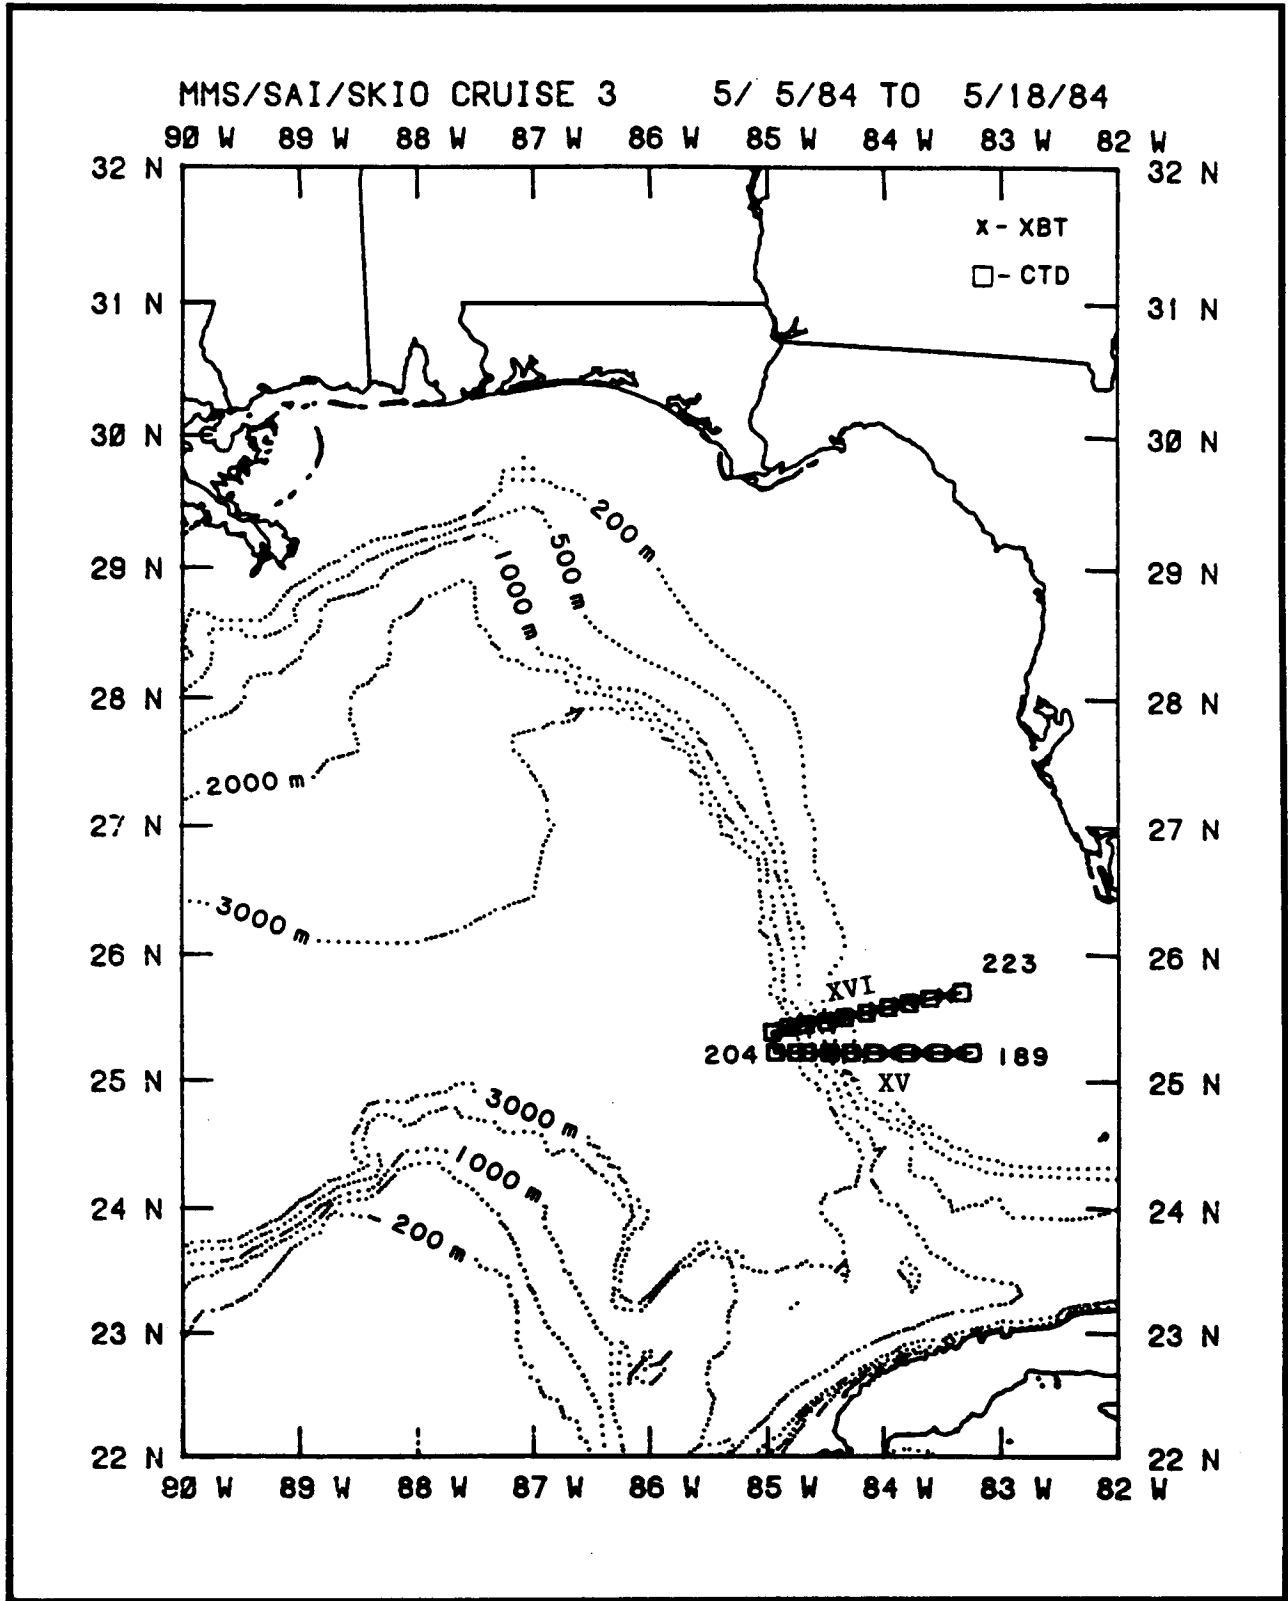 MMS/SAI/SKIO CRUISE 3 5/ 5/84 TO 5/18/84
90 W 89 W 88 W 87 W 86 W 85 W 84 W 83 W 82 W
32 N 32 N
x - XBT
□ - CTD
31 N 31 N
30 N 30 N
200 m
500 m
1000 m
29 N 29 N
28 N 28 N
2000 m
27 N 27 N
3000 m
26 N 26 N
223
XVI
204 189
XV
25 N 25 N
3000 m
1000 m
24 N 24 N
200 m
23 N 23 N
22 N 22 N
90 W 89 W 88 W 87 W 86 W 85 W 84 W 83 W 82 W